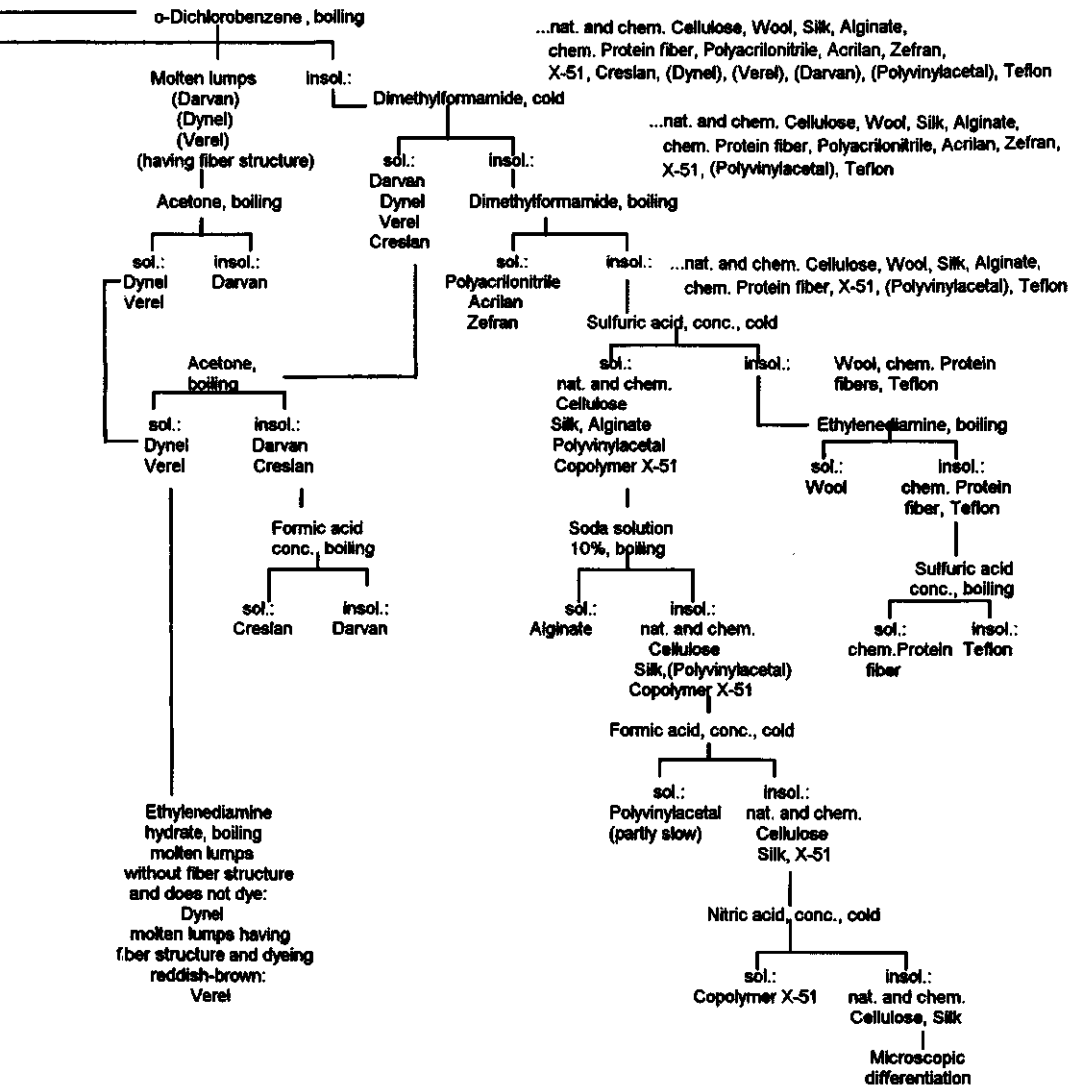 o-Dichlorobenzene, boiling
...nat. and chem. Cellulose, Wool, Silk, Alginate,
chem. Protein fiber, Polyacrilonitrile, Acrilan, Zefran,
X-51, Creslan, (Dynel), (Verel), (Darvan), (Polyvinylacetal), Teflon
Molten lumps
(Darvan)
(Dynel)
(Verel)
(having fiber structure)
insol.:
Dimethylformamide, cold
...nat. and chem. Cellulose, Wool, Silk, Alginate,
chem. Protein fiber, Polyacrilonitrile, Acrilan, Zefran,
X-51, (Polyvinylacetal), Teflon
sol.:
Darvan
Dynel
Verel
Creslan
insol.:
Acetone, boiling
Dimethylformamide, boiling
sol.:
Dynel
Verel
insol.:
Darvan
sol.:
Polyacrilonitrile
Acrilan
Zefran
insol.:
...nat. and chem. Cellulose, Wool, Silk, Alginate,
chem. Protein fiber, X-51, (Polyvinylacetal), Teflon
Sulfuric acid, conc., cold
Acetone,
boiling
sol.:
nat. and chem.
Cellulose
Silk, Alginate
Polyvinylacetal
Copolymer X-51
insol.:
Wool, chem. Protein
fibers, Teflon
sol.:
Dynel
Verel
insol.:
Darvan
Creslan
Ethylenediamine, boiling
sol.:
Wool
insol.:
chem. Protein
fiber, Teflon
Formic acid
conc., boiling
Soda solution
10%, boiling
Sulfuric acid
conc., boiling
sol.:
Creslan
insol.:
Darvan
sol.:
Alginate
insol.:
nat. and chem.
Cellulose
Silk,(Polyvinylacetal)
Copolymer X-51
sol.:
chem.Protein
fiber
insol.:
Teflon
Formic acid, conc., cold
sol.:
Polyvinylacetal
(partly slow)
insol.:
nat. and chem.
Cellulose
Silk, X-51
Ethylenediamine
hydrate, boiling
molten lumps
without fiber structure
and does not dye:
Dynel
molten lumps having
fiber structure and dyeing
reddish-brown:
Verel
Nitric acid, conc., cold
sol.:
Copolymer X-51
insol.:
nat. and chem.
Cellulose, Silk
Microscopic
differentiation